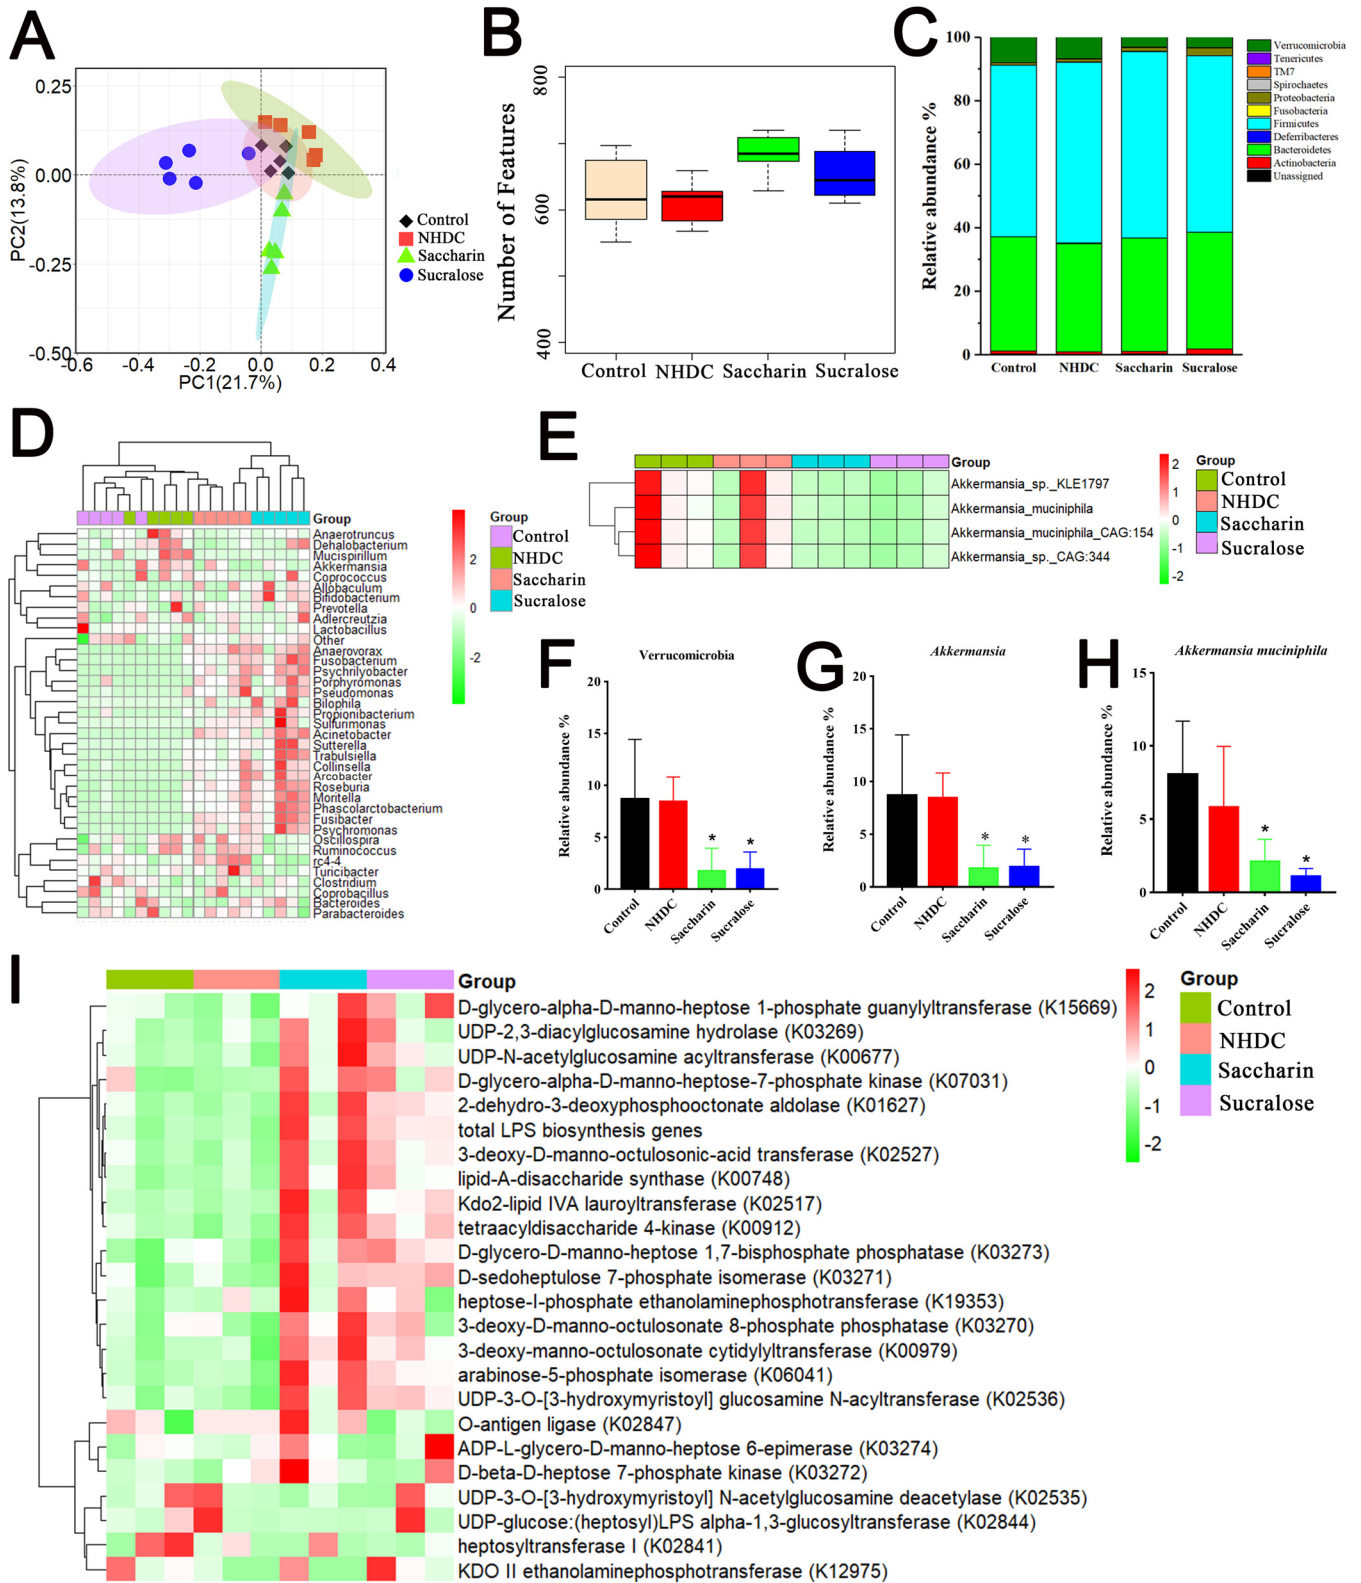 A
0.25
0.00
-0.25
-0.50
-0.6
-0.4
-0.2
0.0
0.2
0.4
PC2(13.8%)
PC1(21.7%)
Control
NHDC
Saccharin
Sucralose
B
Number of Features
800
600
400
Control
NHDC
Saccharin
Sucralose
C
Relative abundance %
100
80
60
40
20
0
Control
NHDC
Saccharin
Sucralose
Verrucomicrobia
Tenericutes
TM7
Spirochaetes
Proteobacteria
Fusobacteria
Firmicutes
Deferribacteres
Bacteroidetes
Actinobacteria
Unassigned
D
Group
Anaerotruncus
Dehalobacterium
Mucispirillum
Akkermansia
Coprococcus
Allobaculum
Bifidobacterium
Prevotella
Adlercreutzia
Lactobacillus
Other
Anaerovorax
Fusobacterium
Psychrilyobacter
Porphyromonas
Pseudomonas
Bilophila
Propionibacterium
Sulfurimonas
Acinetobacter
Sutterella
Trabulsiella
Collinsella
Arcobacter
Roseburia
Moritella
Phascolarctobacterium
Fusibacter
Psychromonas
Oscillospira
Ruminococcus
rc4-4
Turicibacter
Clostridium
Coprobacillus
Bacteroides
Parabacteroides
2
0
-2
Group
Control
NHDC
Saccharin
Sucralose
E
Group
Akkermansia_sp._KLE1797
Akkermansia_muciniphila
Akkermansia_muciniphila_CAG:154
Akkermansia_sp._CAG:344
2
1
0
-1
-2
Group
Control
NHDC
Saccharin
Sucralose
F
Verrucomicrobia
Relative abundance %
20
15
10
5
0
*
*
Control
NHDC
Saccharin
Sucralose
G
Akkermansia
Relative abundance %
20
15
10
5
0
*
*
Control
NHDC
Saccharin
Sucralose
H
Akkermansia muciniphila
Relative abundance %
15
10
5
0
*
*
Control
NHDC
Saccharin
Sucralose
I
Group
D-glycero-alpha-D-manno-heptose 1-phosphate guanylyltransferase (K15669)
UDP-2,3-diacylglucosamine hydrolase (K03269)
UDP-N-acetylglucosamine acyltransferase (K00677)
D-glycero-alpha-D-manno-heptose-7-phosphate kinase (K07031)
2-dehydro-3-deoxyphosphooctonate aldolase (K01627)
total LPS biosynthesis genes
3-deoxy-D-manno-octulosonic-acid transferase (K02527)
lipid-A-disaccharide synthase (K00748)
Kdo2-lipid IVA lauroyltransferase (K02517)
tetraacyldisaccharide 4-kinase (K00912)
D-glycero-D-manno-heptose 1,7-bisphosphate phosphatase (K03273)
D-sedoheptulose 7-phosphate isomerase (K03271)
heptose-I-phosphate ethanolaminephosphotransferase (K19353)
3-deoxy-D-manno-octulosonate 8-phosphate phosphatase (K03270)
3-deoxy-manno-octulosonate cytidylyltransferase (K00979)
arabinose-5-phosphate isomerase (K06041)
UDP-3-O-[3-hydroxymyristoyl] glucosamine N-acyltransferase (K02536)
O-antigen ligase (K02847)
ADP-L-glycero-D-manno-heptose 6-epimerase (K03274)
D-beta-D-heptose 7-phosphate kinase (K03272)
UDP-3-O-[3-hydroxymyristoyl] N-acetylglucosamine deacetylase (K02535)
UDP-glucose:(heptosyl)LPS alpha-1,3-glucosyltransferase (K02844)
heptosyltransferase I (K02841)
KDO II ethanolaminephosphotransferase (K12975)
2
1
0
-1
-2
Group
Control
NHDC
Saccharin
Sucralose